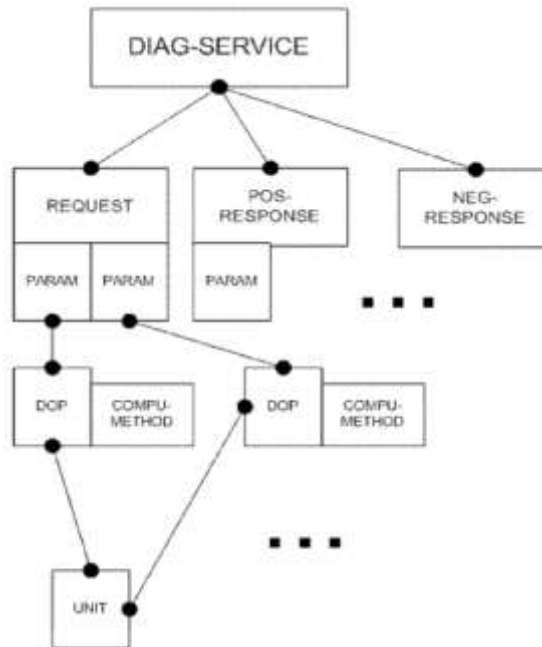 DIAG-SERVICE
REQUEST
POS-
RESPONSE
NEG-
RESPONSE
PARAM PARAM PARAM
DOP COMPU-
METHOD
DOP COMPU-
METHOD
UNIT